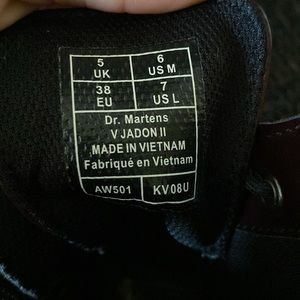 5 6
UK US M
38 7
EU US L
Dr. Martens
V JADON II
MADE IN VIETNAM
Fabriqué en Vietnam
AW501 KV08U